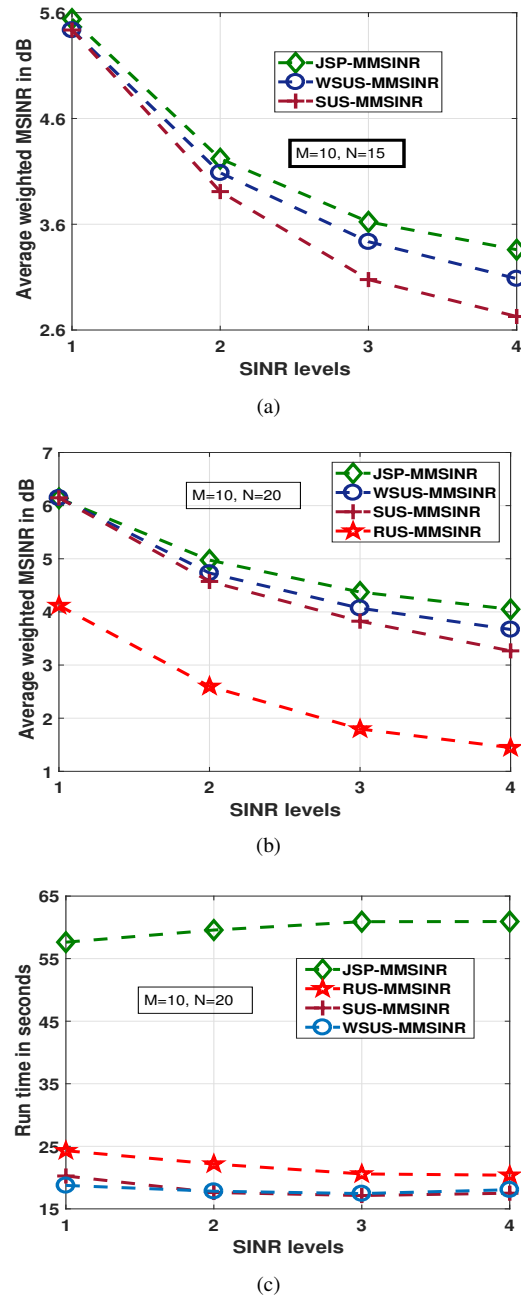 5.6
4.6
3.6
2.6
Average weighted MSINR in dB
JSP-MMSINR
WSUS-MMSINR
SUS-MMSINR
M=10, N=15
1 2 3 4
SINR levels
(a)
7
6
5
4
3
2
1
Average weighted MSINR in dB
M=10, N=20
JSP-MMSINR
WSUS-MMSINR
SUS-MMSINR
RUS-MMSINR
1 2 3 4
SINR levels
(b)
65
55
45
25
15
Run time in seconds
M=10, N=20
JSP-MMSINR
RUS-MMSINR
SUS-MMSINR
WSUS-MMSINR
1 2 3 4
SINR levels
(c)